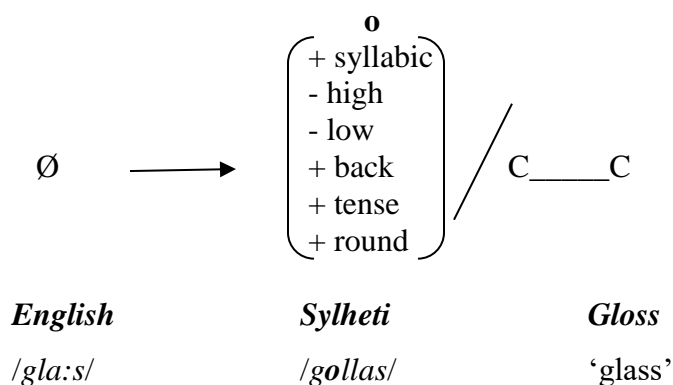 o
+ syllabic
- high
- low
Ø + back C_____C
+ tense
+ round
English Sylheti Gloss
/gla:s/ /gollas/ ‘glass’